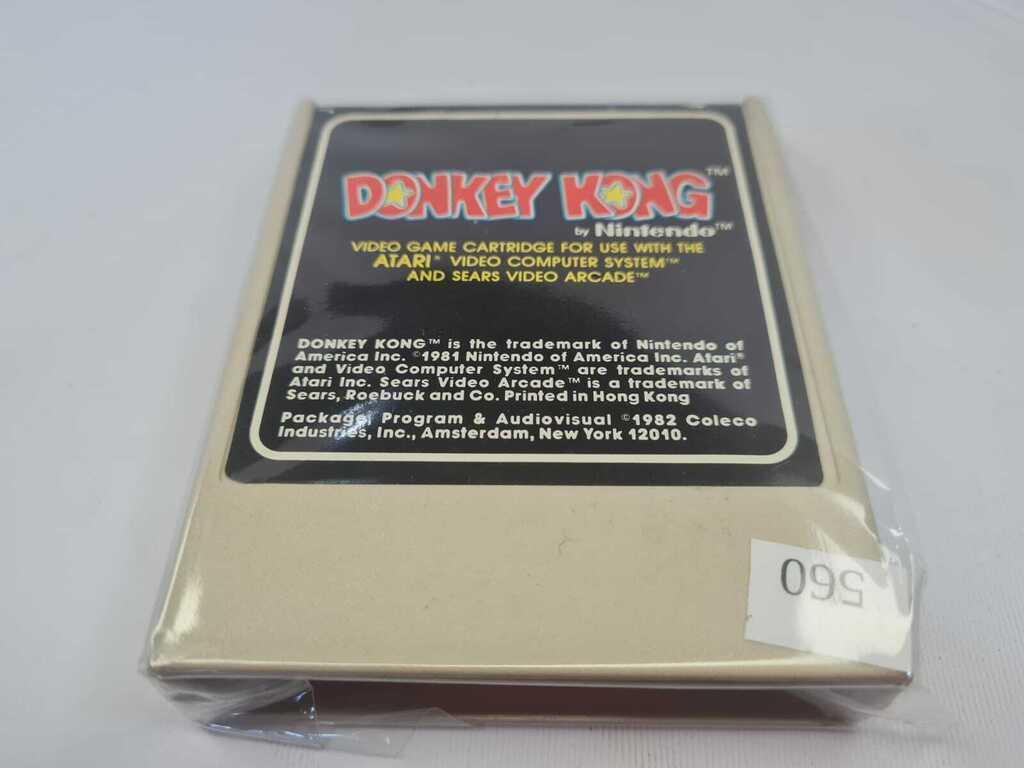 DONKEY KONG™
by Nintendo™
VIDEO GAME CARTRIDGE FOR USE WITH THE
ATARI® VIDEO COMPUTER SYSTEM™
AND SEARS VIDEO ARCADE™
DONKEY KONG™ is the trademark of Nintendo of
America Inc. ©1981 Nintendo of America Inc. Atari®
and Video Computer System™ are trademarks of
Atari Inc. Sears Video Arcade™ is a trademark of
Sears, Roebuck and Co. Printed in Hong Kong
Package, Program & Audiovisual ©1982 Coleco
Industries, Inc., Amsterdam, New York 12010.
560